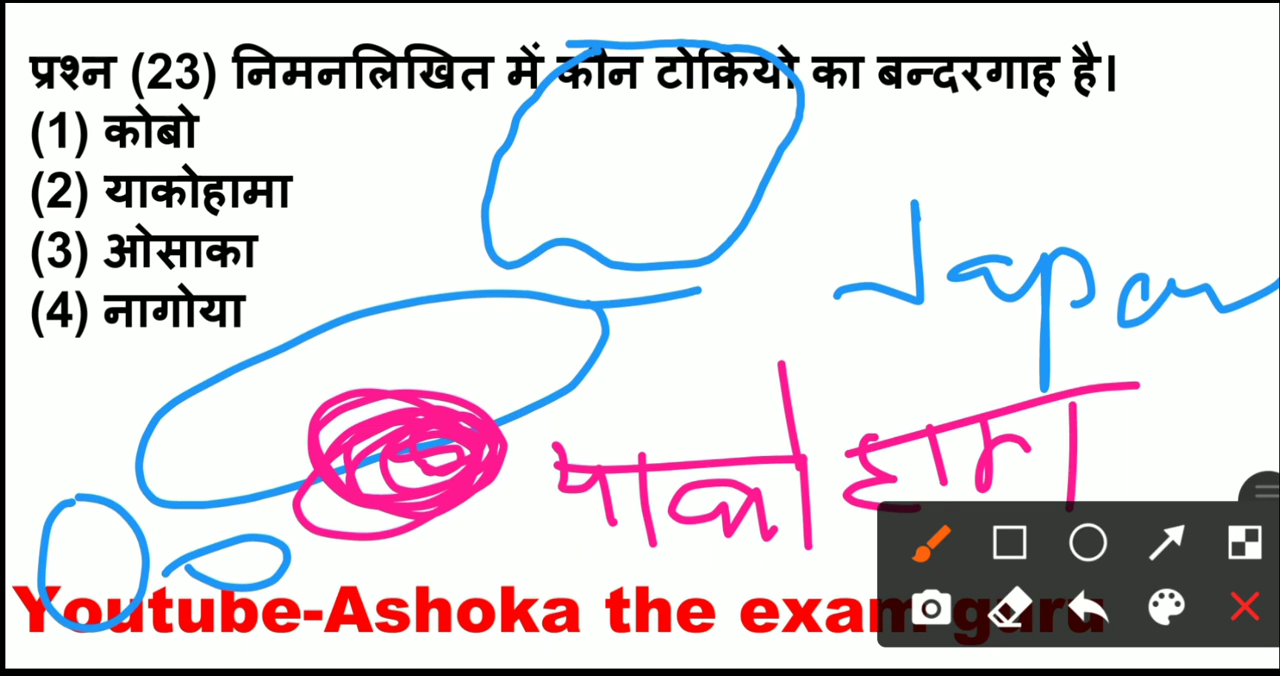 प्रश्न (23) निमनलिखित में कौन टोकियो का बन्दरगाह है।
(1) कोबो
(2) याकोहामा
(3) ओसाका
(4) नागोया
Japan
याकोहामा
Youtube-Ashoka the exam guru